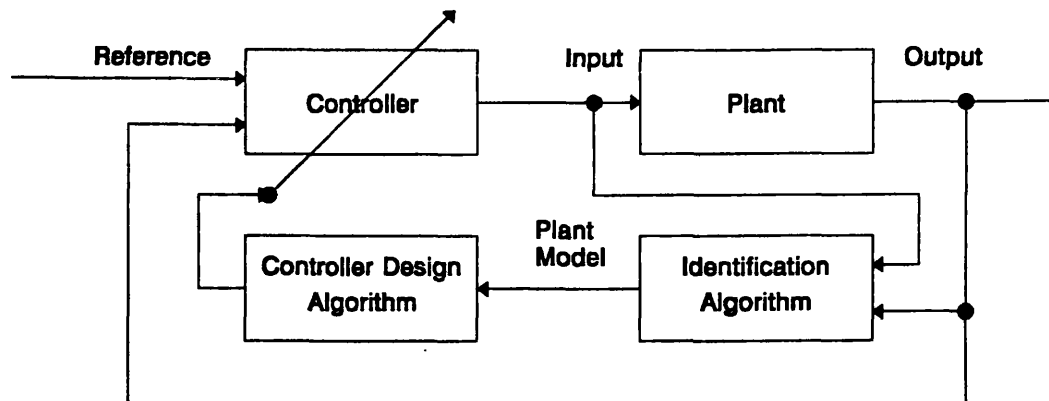 Reference
Controller
Input
Plant
Output
Controller Design
Algorithm
Plant
Model
Identification
Algorithm